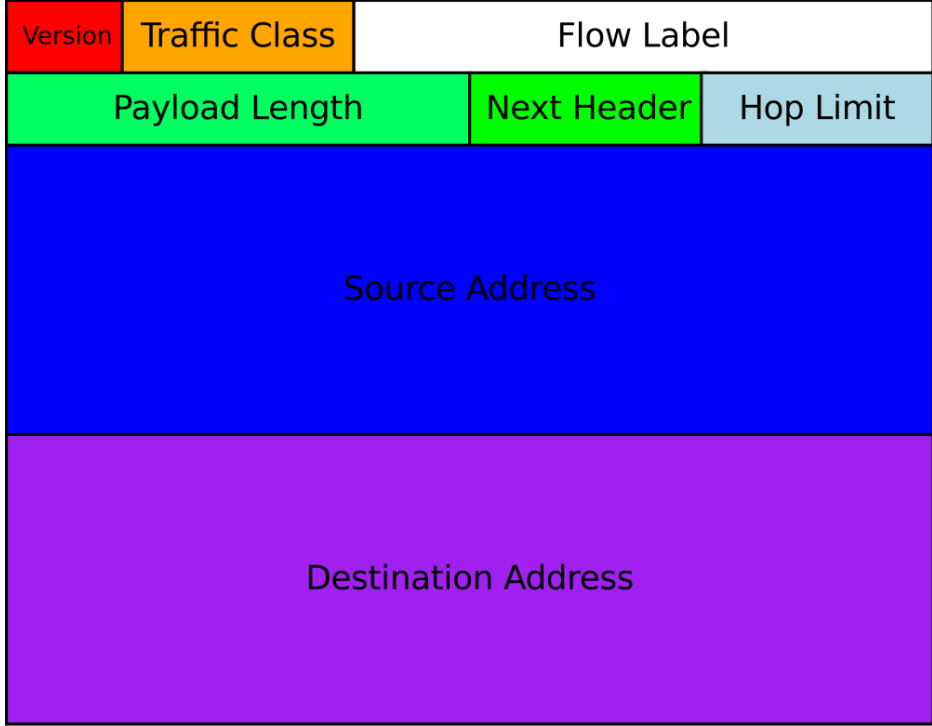 Version
Traffic Class
Flow Label
Payload Length
Next Header
Hop Limit
Source Address
Destination Address